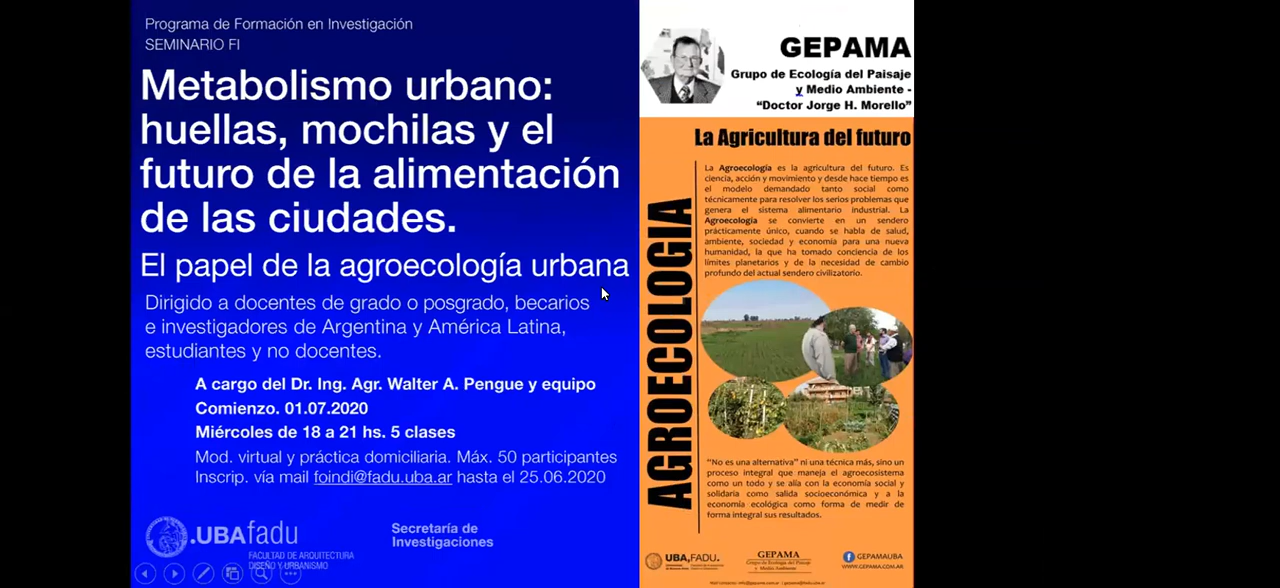 Programa de Formación en Investigación
SEMINARIO FI
Metabolismo urbano:
huellas, mochilas y el
futuro de la alimentación
de las ciudades.
El papel de la agroecología urbana
Dirigido a docentes de grado o posgrado, becarios
e investigadores de Argentina y América Latina,
estudiantes y no docentes.
A cargo del Dr. Ing. Agr. Walter A. Pengue y equipo
Comienzo. 01.07.2020
Miércoles de 18 a 21 hs. 5 clases
Mod. virtual y práctica domiciliaria. Máx. 50 participantes
Inscrip. vía mail foindi@fadu.uba.ar hasta el 25.06.2020
.UBAfadu
FACULTAD DE ARQUITECTURA
DISEÑO Y URBANISMO
Secretaría de
Investigaciones
GEPAMA
Grupo de Ecología del Paisaje
y Medio Ambiente -
“Doctor Jorge H. Morello”
La Agricultura del futuro
AGROECOLOGIA
La Agroecología es la agricultura del futuro. Es
ciencia, acción y movimiento y desde hace tiempo es
el modelo demandado tanto social como
técnicamente para resolver los serios problemas que
genera el sistema alimentario industrial. La
Agroecología se convierte en un sendero
prácticamente único, cuando se habla de salud,
ambiente, sociedad y economía para una nueva
humanidad, la que ha tomado conciencia de los
límites planetarios y de la necesidad de cambio
profundo del actual sendero civilizatorio.
“No es una alternativa” ni una técnica más, sino un
proceso integral que maneja el agroecosistema
como un todo y se alía con la economía social y
solidaria como salida socioeconómica y a la
economía ecológica como forma de medir de
forma integral sus resultados.
UBA, FADU.
GEPAMA
Grupo de Ecología del Paisaje
y Medio Ambiente
GEPAMAUBA
WWW.GEPAMA.COM.AR